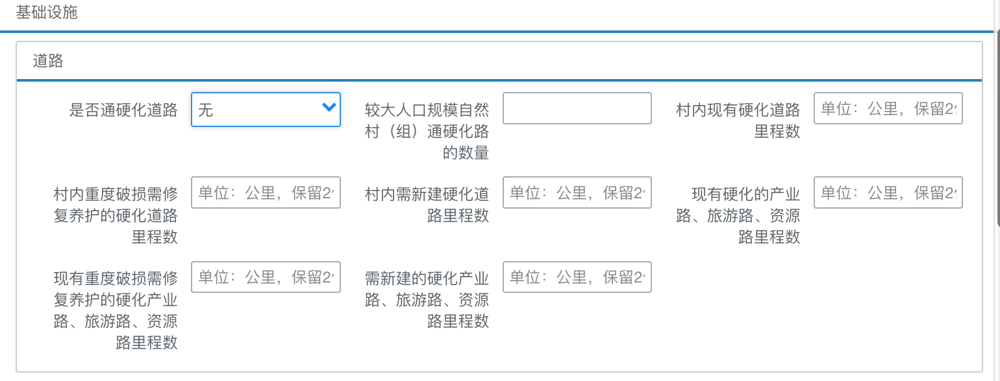 基础设施
道路
是否通硬化道路
无
较大人口规模自然
村（组）通硬化路
的数量
村内现有硬化道路
里程数
单位：公里，保留2
村内重度破损需修
复养护的硬化道路
里程数
单位：公里，保留2
村内需新建硬化道
路里程数
单位：公里，保留2
现有硬化的产业
路、旅游路、资源
路里程数
单位：公里，保留2
现有重度破损需修
复养护的硬化产业
路、旅游路、资源
路里程数
单位：公里，保留2
需新建的硬化产业
路、旅游路、资源
路里程数
单位：公里，保留2